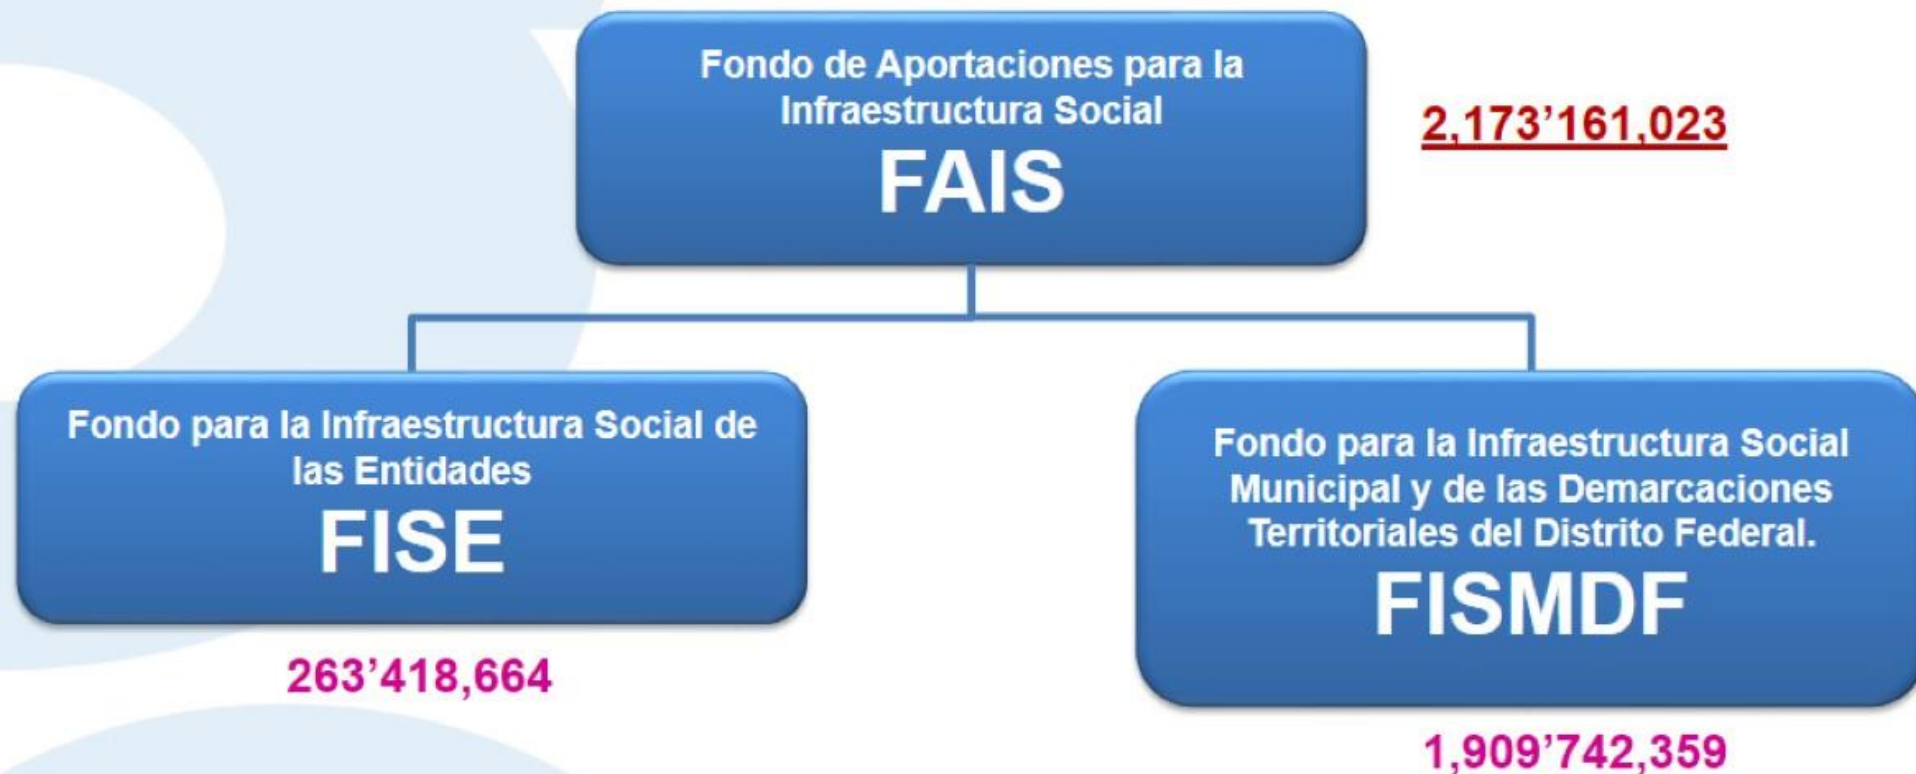 Fondo de Aportaciones para la
Infraestructura Social
FAIS
2,173’161,023
Fondo para la Infraestructura Social de
las Entidades
FISE
263’418,664
Fondo para la Infraestructura Social
Municipal y de las Demarcaciones
Territoriales del Distrito Federal.
FISMDF
1,909’742,359